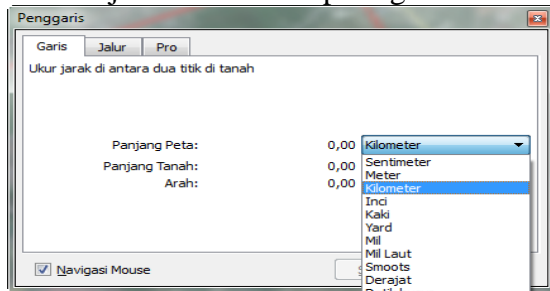 Penggaris
Garis Jalur Pro
Ukur jarak di antara dua titik di tanah
Panjang Peta: 0,00 Kilometer
Panjang Tanah: 0,00
Arah: 0,00
Sentimeter
Meter
Kilometer
Inci
Kaki
Yard
Mil
Mil Laut
Smoots
Derajat
Navigasi Mouse